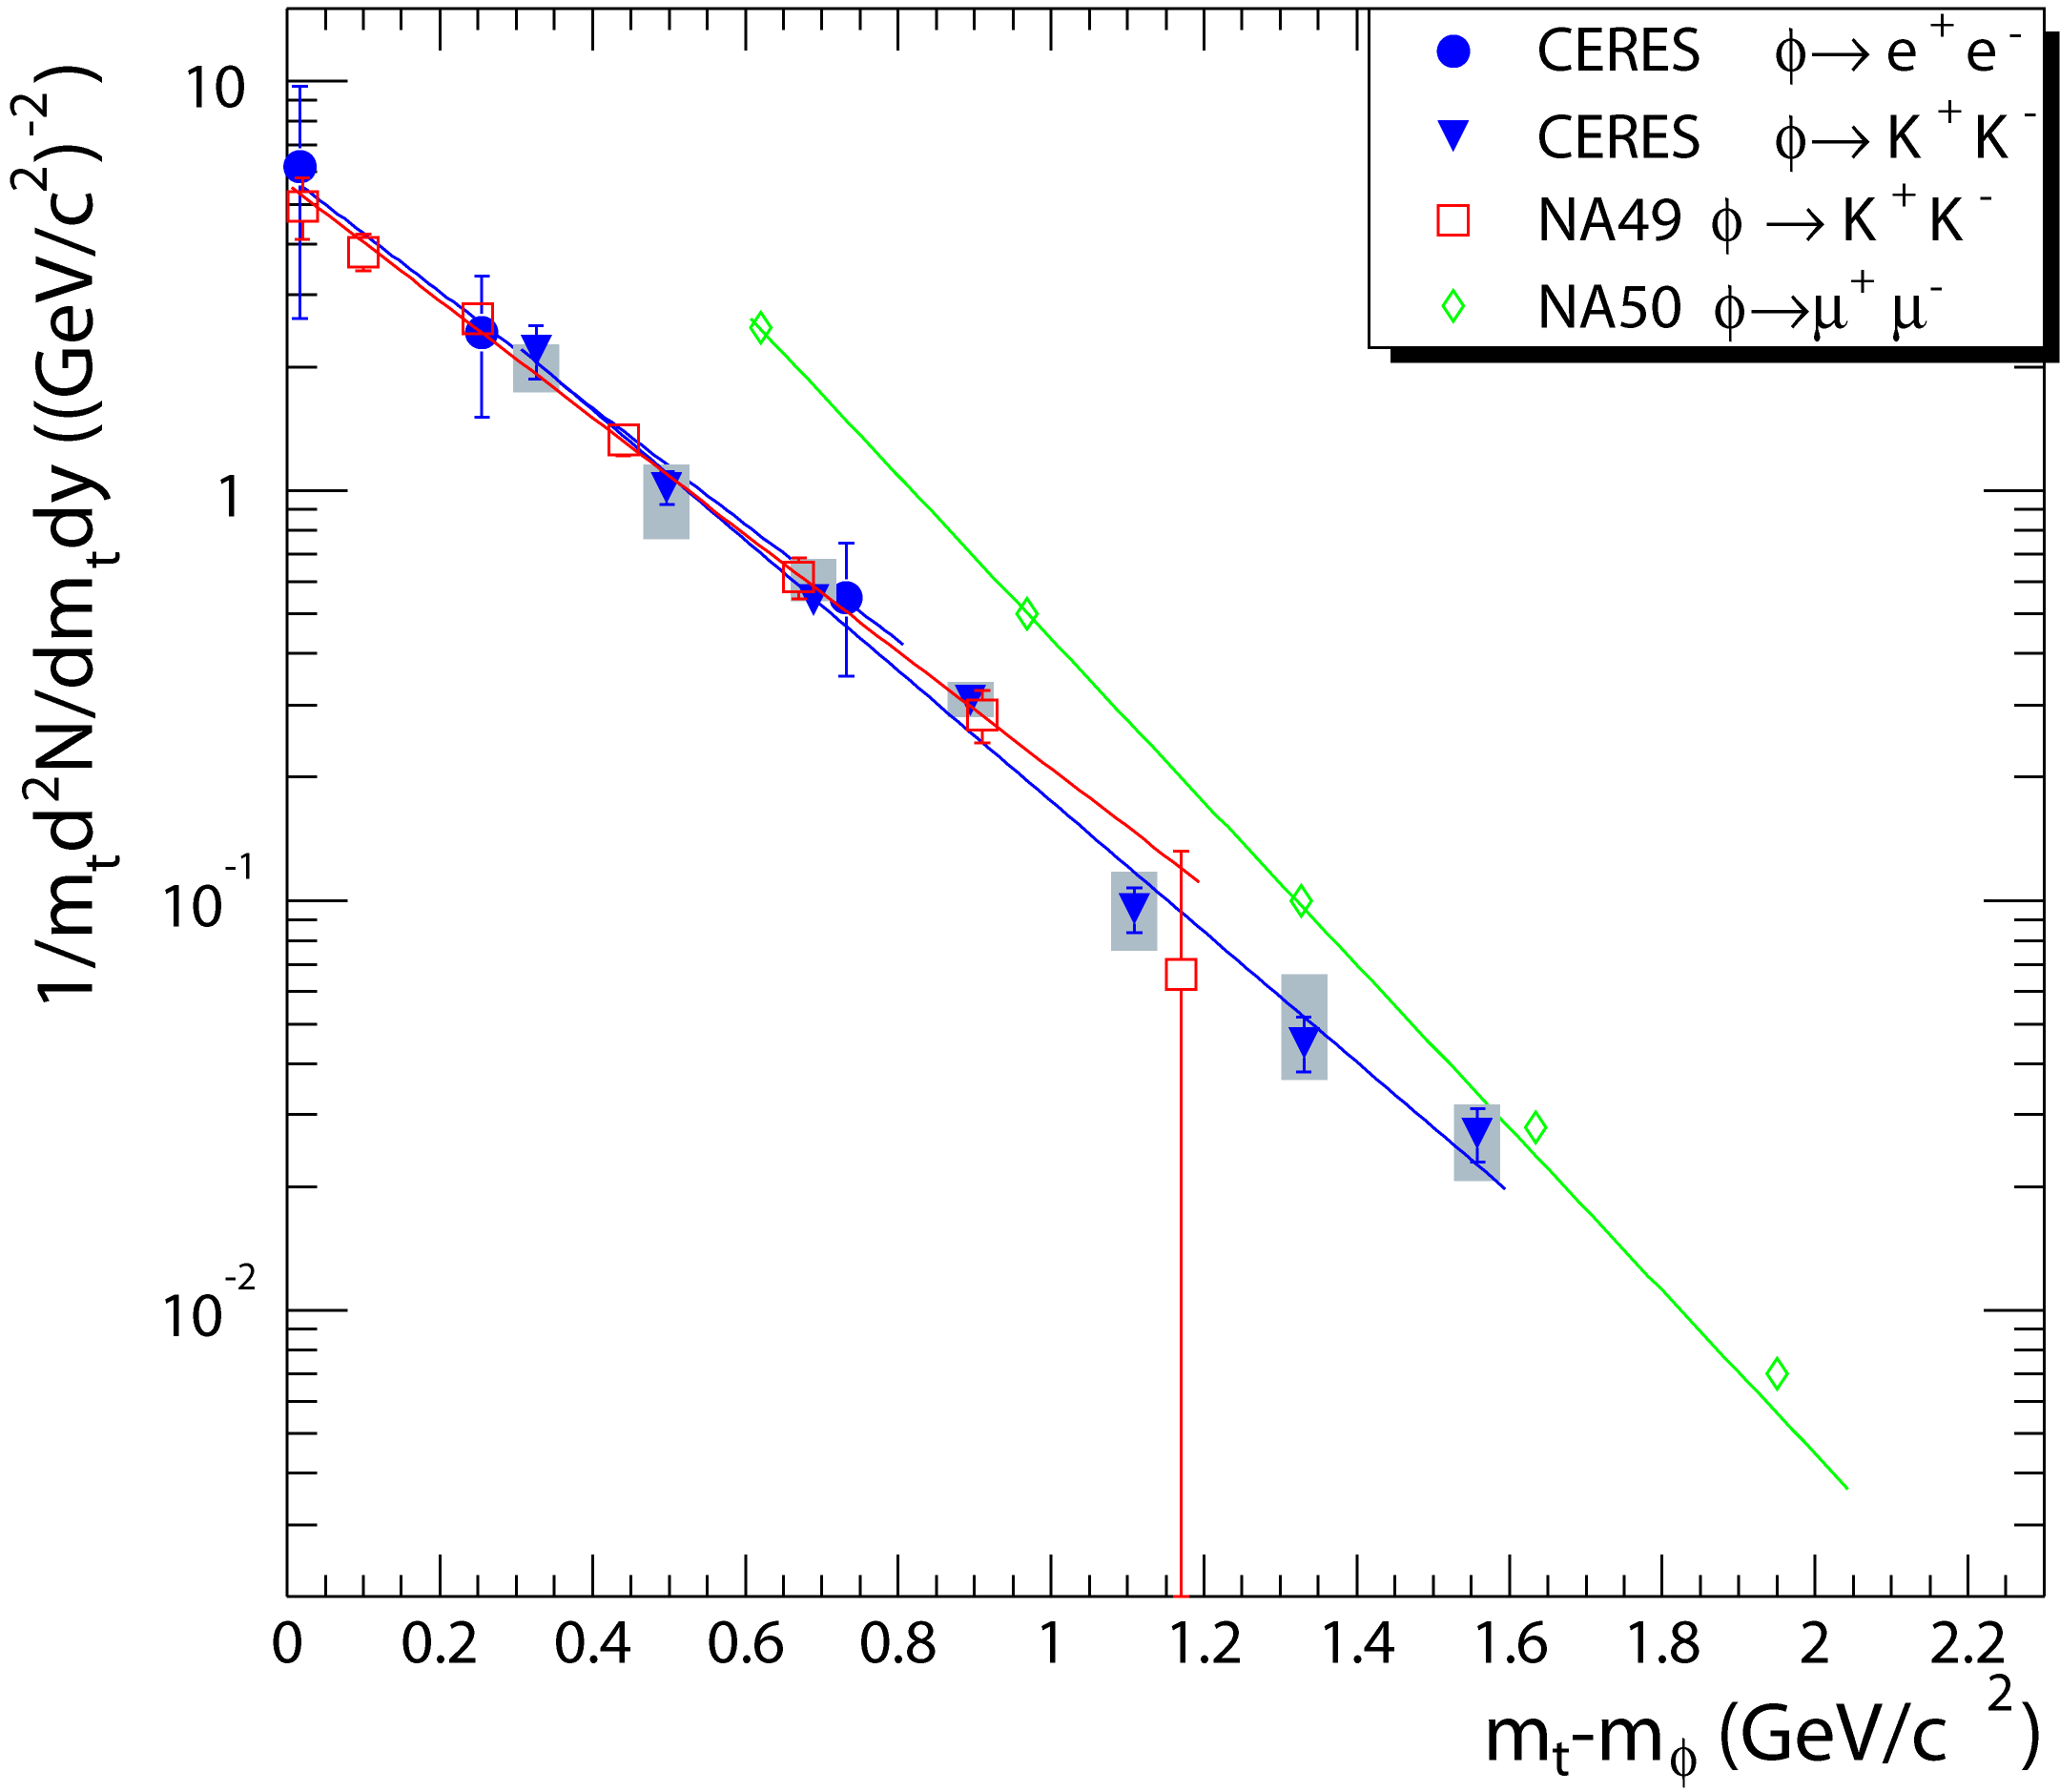 CERES ϕ→e⁺e⁻
CERES ϕ→K⁺K⁻
NA49 ϕ→K⁺K⁻
NA50 ϕ→μ⁺μ⁻
1/mₜd²N/dmₜdy ((GeV/c²)⁻²)
10
1
10⁻¹
10⁻²
0 0.2 0.4 0.6 0.8 1 1.2 1.4 1.6 1.8 2 2.2
mₜ-mᵩ (GeV/c²)